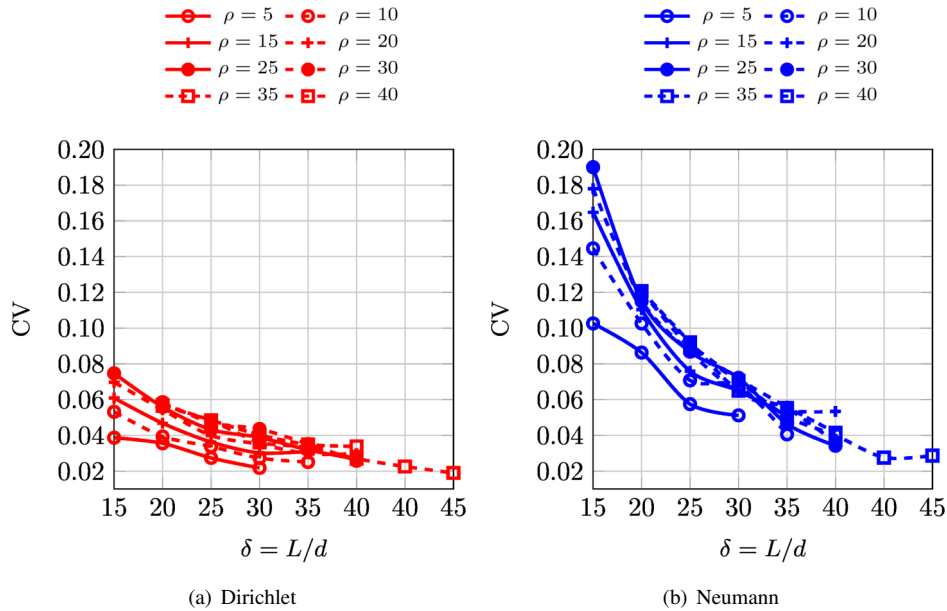 ρ = 5 ρ = 10
ρ = 15 ρ = 20
ρ = 25 ρ = 30
ρ = 35 ρ = 40
0.20
0.18
0.16
0.14
0.12
0.10
0.08
0.06
0.04
0.02
CV
15 20 25 30 35 40 40 45
δ = L/d
(a) Dirichlet
ρ = 5 ρ = 10
ρ = 15 ρ = 20
ρ = 25 ρ = 30
ρ = 35 ρ = 40
0.20
0.18
0.16
0.14
0.12
0.10
0.08
0.06
0.04
0.02
CV
15 20 25 30 35 40 40 45
δ = L/d
(b) Neumann